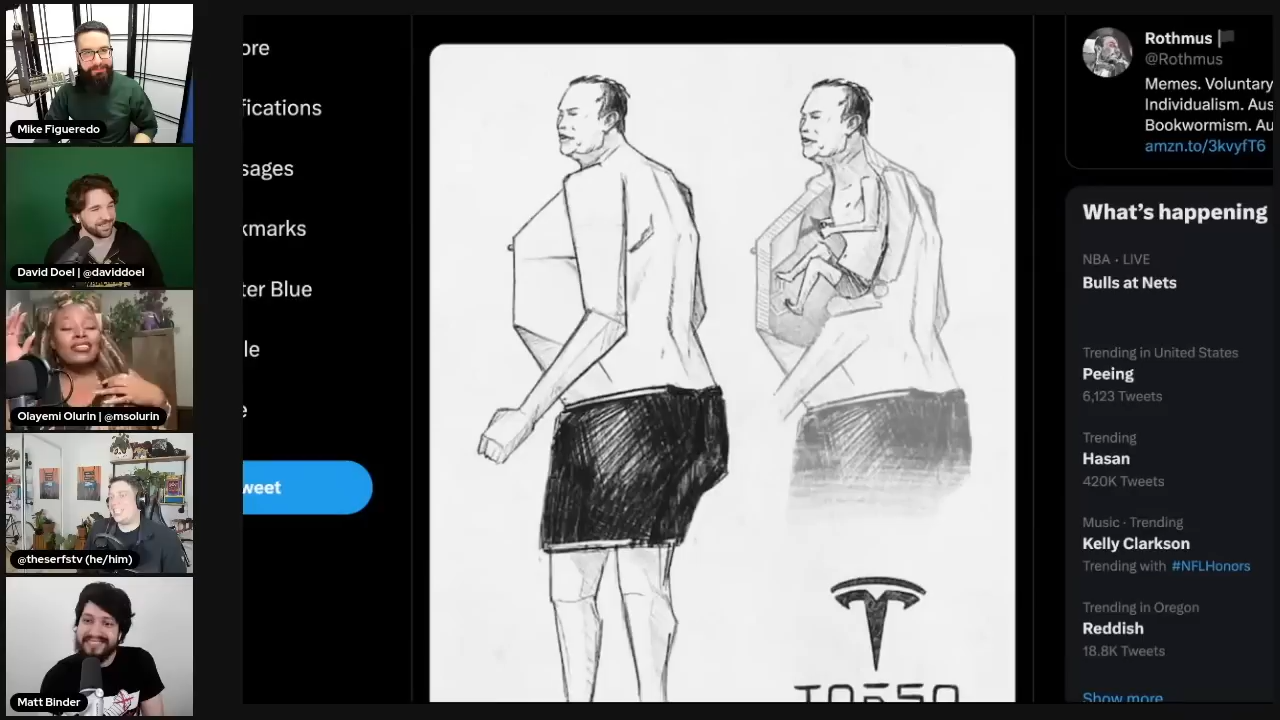 Mike Figueredo
David Doel | @daviddoel
Olayemi Olurin | @msolurin
@theserfstv (he/him)
Matt Binder
ore
fications
sages
kmarks
ter Blue
le
e
weet
TORSO
Rothmus
@Rothmus
Memes. Voluntary
Individualism. Aus
Bookwormism. Au
amzn.to/3kvyfT6
What's happening
NBA · LIVE
Bulls at Nets
Trending in United States
Peeing
6,123 Tweets
Trending
Hasan
420K Tweets
Music · Trending
Kelly Clarkson
Trending with #NFLHonors
Trending in Oregon
Reddish
18.8K Tweets
Show more